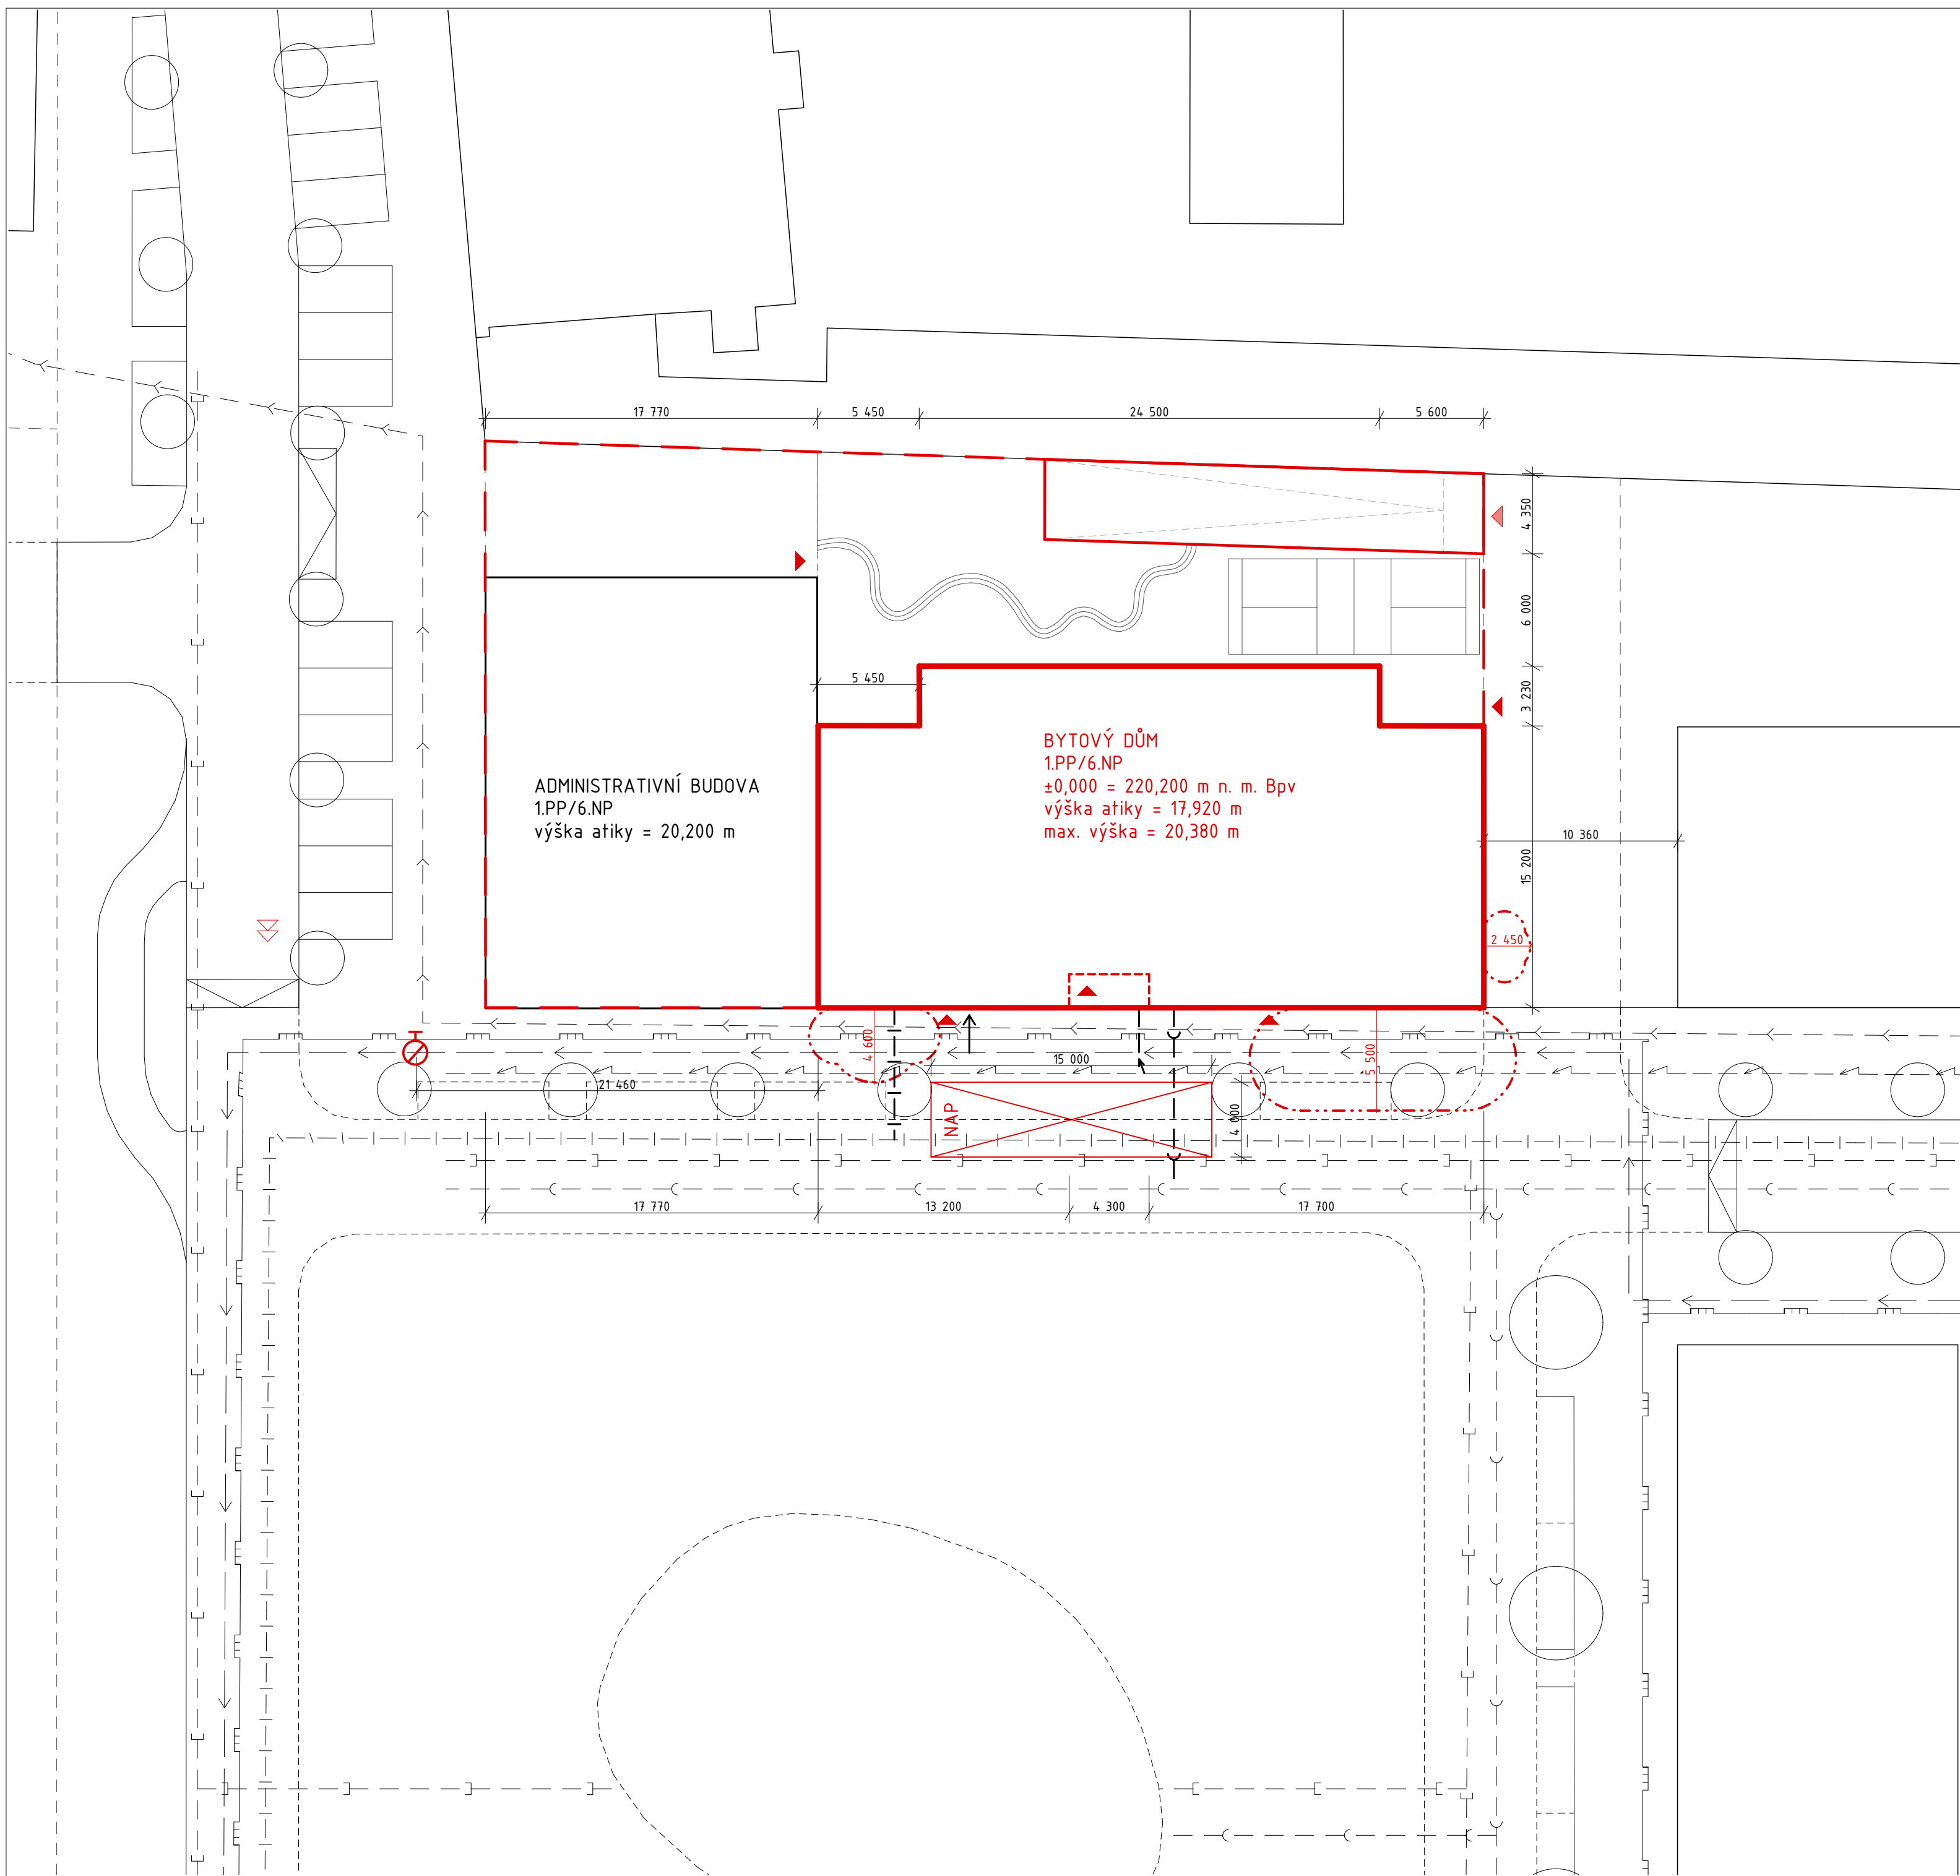 17 770
5 450
24 500
5 600
4 350
6 000
3 230
15 200
5 450
BYTOVÝ DŮM
1.PP/6.NP
±0,000 = 220,200 m n. m. Bpv
výška atiky = 17,920 m
max. výška = 20,380 m
ADMINISTRATIVNÍ BUDOVA
1.PP/6.NP
výška atiky = 20,200 m
10 360
2 450
4 600
15 000
5 500
21 460
NAP
4 000
17 770
13 200
4 300
17 700